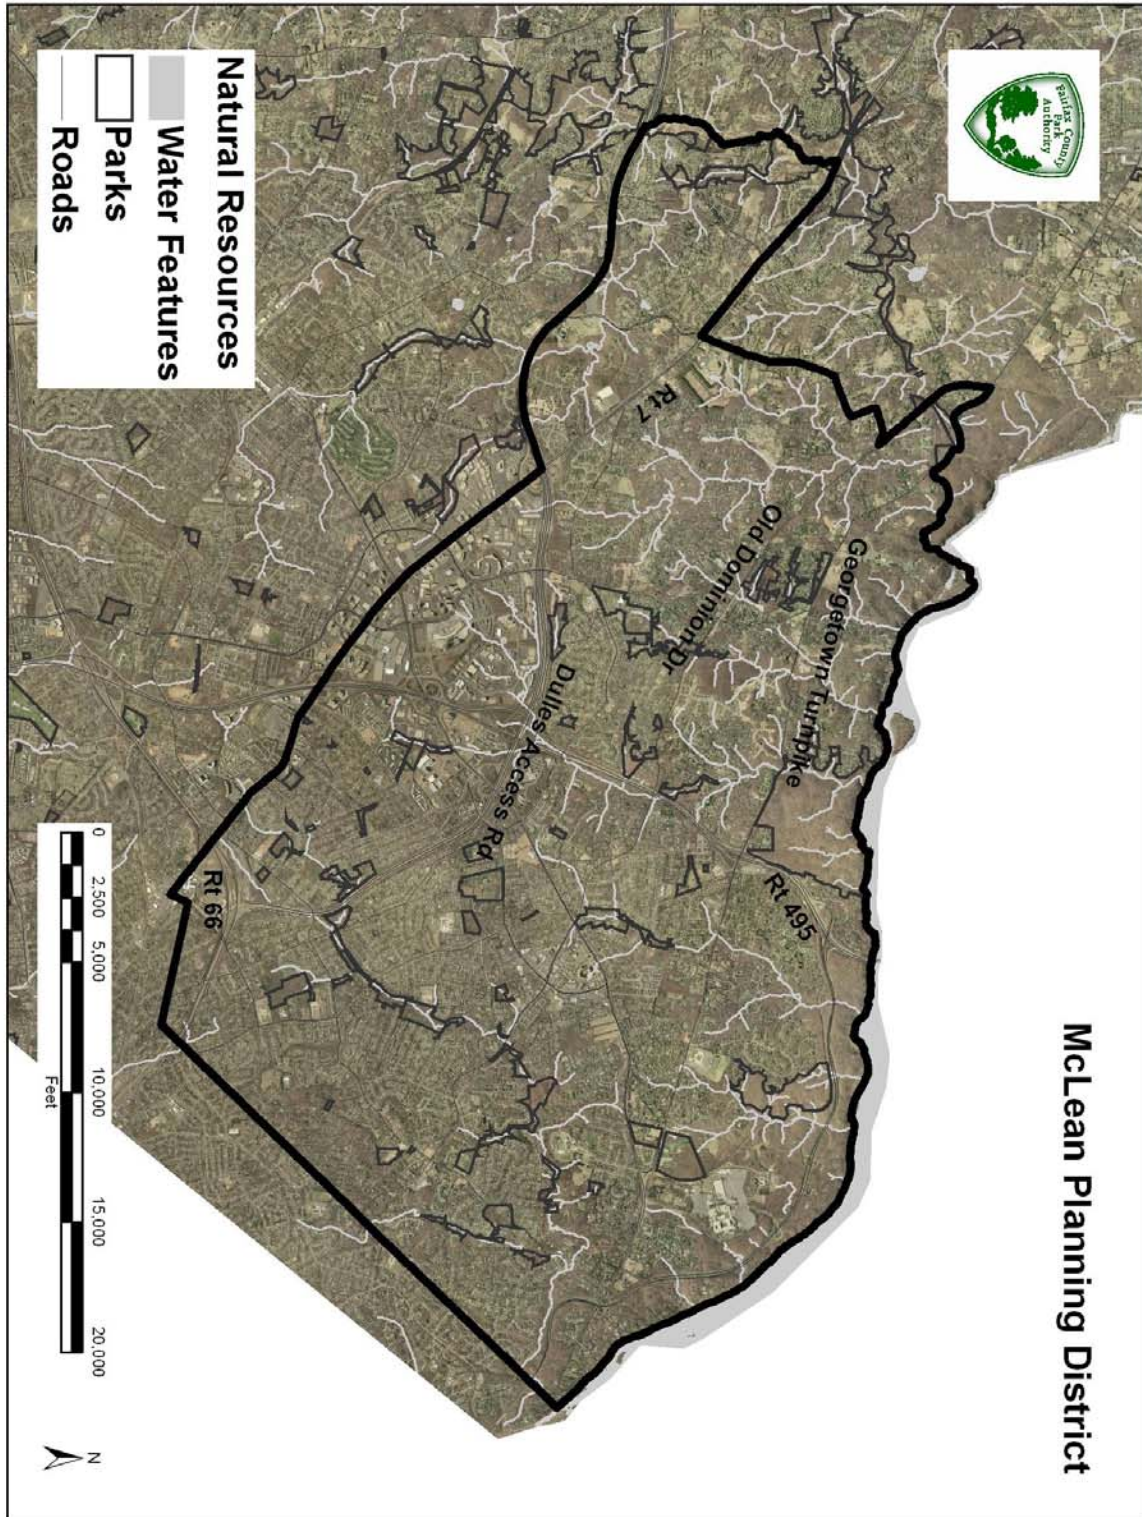 McLean Planning District
Fairfax County
Park
Authority
Georgetown Turnpike
Old Dominion Dr
Rt 7
Rt 495
Dulles Access Rd
Rt 66
Natural Resources
Water Features
Parks
Roads
0 2,500 5,000 10,000 15,000 20,000
Feet
N